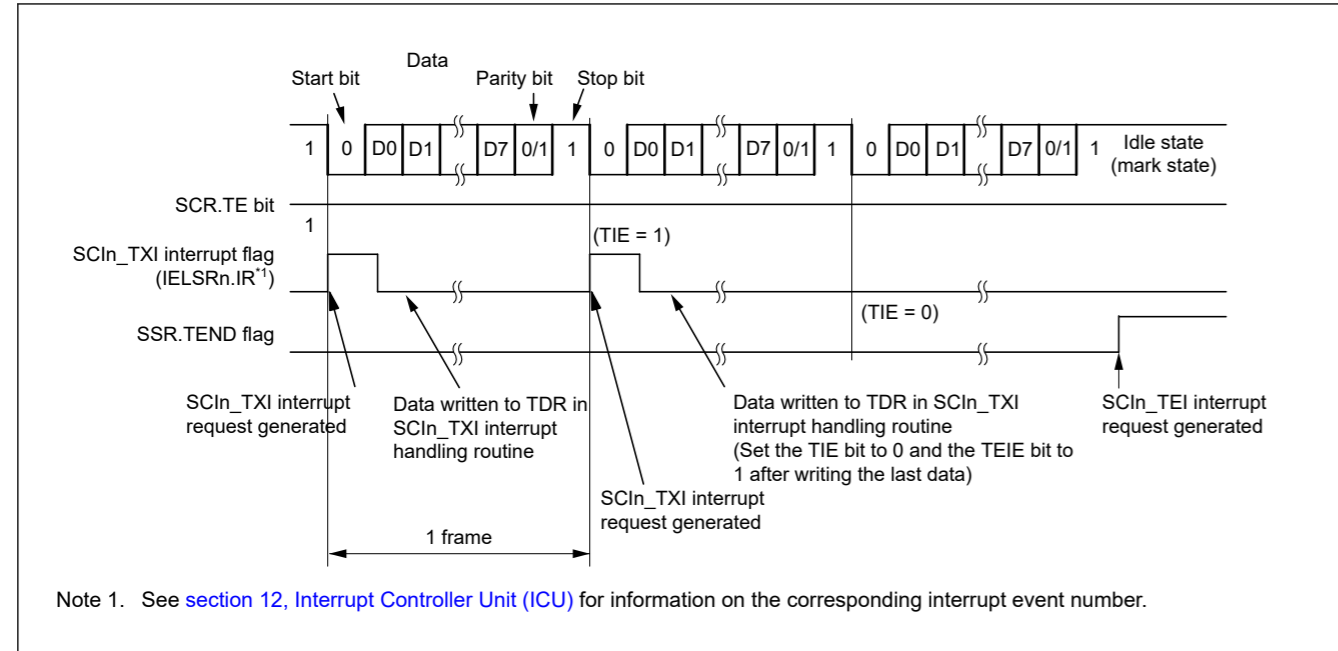 Data
Start bit
Parity bit
Stop bit
1 0 D0 D1 D7 0/1 1 0 D0 D1 D7 0/1 1 0 D0 D1 D7 0/1 1
Idle state
(mark state)
SCR.TE bit
1
(TIE = 1)
SCIn_TXI interrupt flag
(IELSRn.IR*1)
(TIE = 0)
SSR.TEND flag
SCIn_TXI interrupt
request generated
Data written to TDR in
SCIn_TXI interrupt
handling routine
Data written to TDR in SCIn_TXI
interrupt handling routine
(Set the TIE bit to 0 and the TEIE bit to
1 after writing the last data)
SCIn_TEI interrupt
request generated
SCIn_TXI interrupt
request generated
1 frame
Note 1. See section 12, Interrupt Controller Unit (ICU) for information on the corresponding interrupt event number.